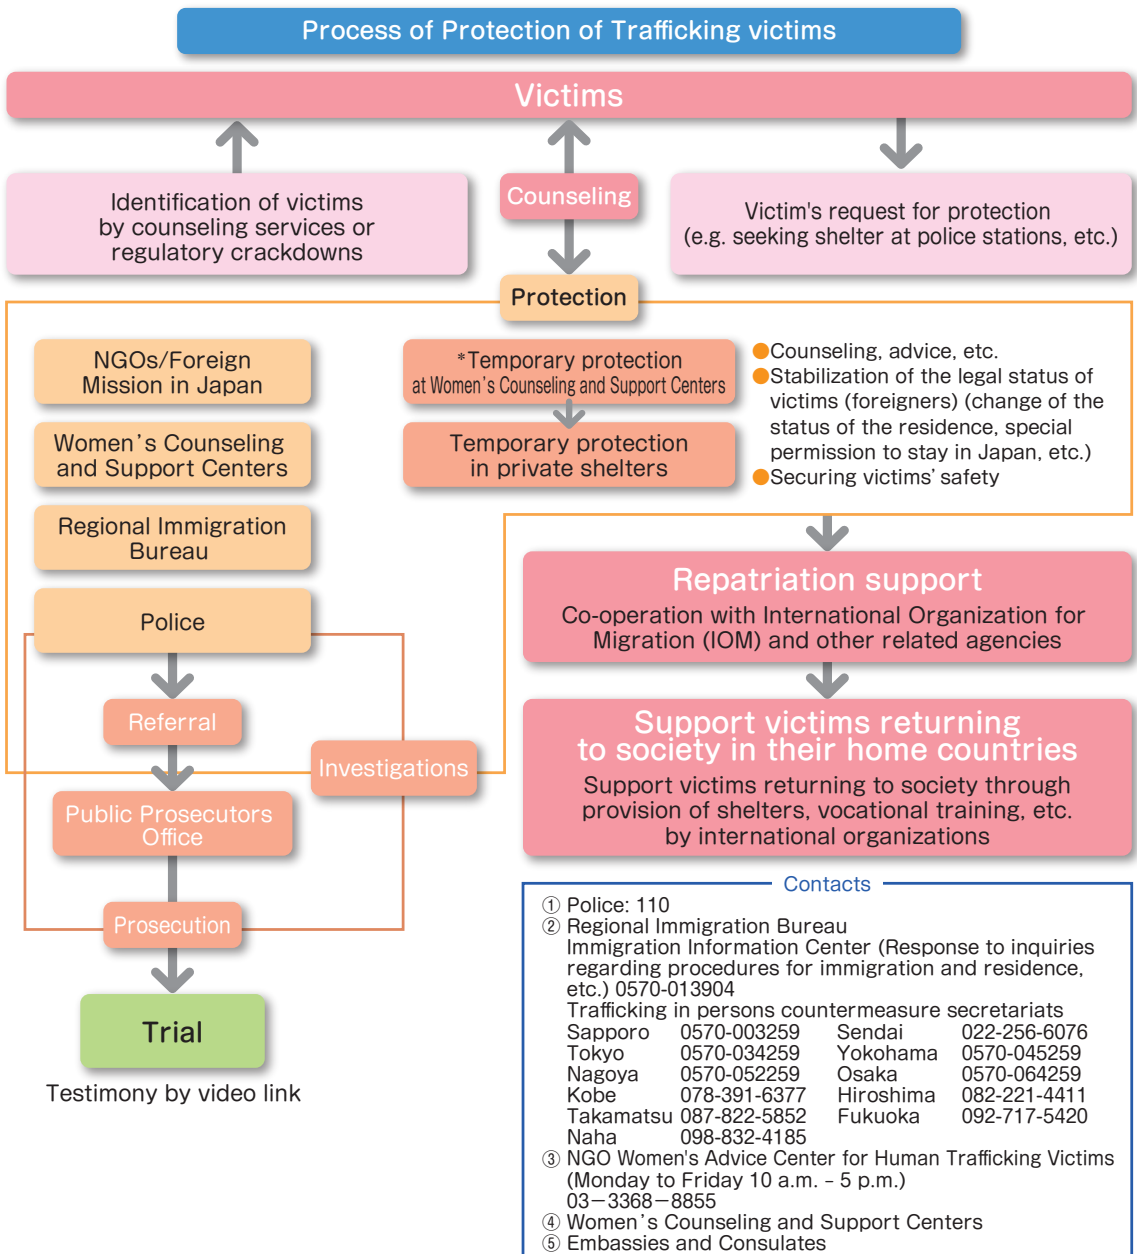 Process of Protection of Trafficking victims
Victims
Identification of victims
by counseling services or
regulatory crackdowns
Counseling
Victim's request for protection
(e.g. seeking shelter at police stations, etc.)
Protection
NGOs/Foreign
Mission in Japan
Women’s Counseling
and Support Centers
Regional Immigration
Bureau
Police
*Temporary protection
at Women’s Counseling and Support Centers
Temporary protection
in private shelters
●Counseling, advice, etc.
●Stabilization of the legal status of
victims (foreigners) (change of the
status of the residence, special
permission to stay in Japan, etc.)
●Securing victims’ safety
Referral
Investigations
Public Prosecutors
Office
Prosecution
Trial
Testimony by video link
Repatriation support
Co-operation with International Organization for
Migration (IOM) and other related agencies
Support victims returning
to society in their home countries
Support victims returning to society through
provision of shelters, vocational training, etc.
by international organizations
Contacts
① Police: 110
② Regional Immigration Bureau
Immigration Information Center (Response to inquiries
regarding procedures for immigration and residence,
etc.) 0570-013904
Trafficking in persons countermeasure secretariats
Sapporo 0570-003259 Sendai 022-256-6076
Tokyo 0570-034259 Yokohama 0570-045259
Nagoya 0570-052259 Osaka 0570-064259
Kobe 078-391-6377 Hiroshima 082-221-4411
Takamatsu 087-822-5852 Fukuoka 092-717-5420
Naha 098-832-4185
③ NGO Women's Advice Center for Human Trafficking Victims
(Monday to Friday 10 a.m. – 5 p.m.)
03−3368−8855
④ Women’s Counseling and Support Centers
⑤ Embassies and Consulates